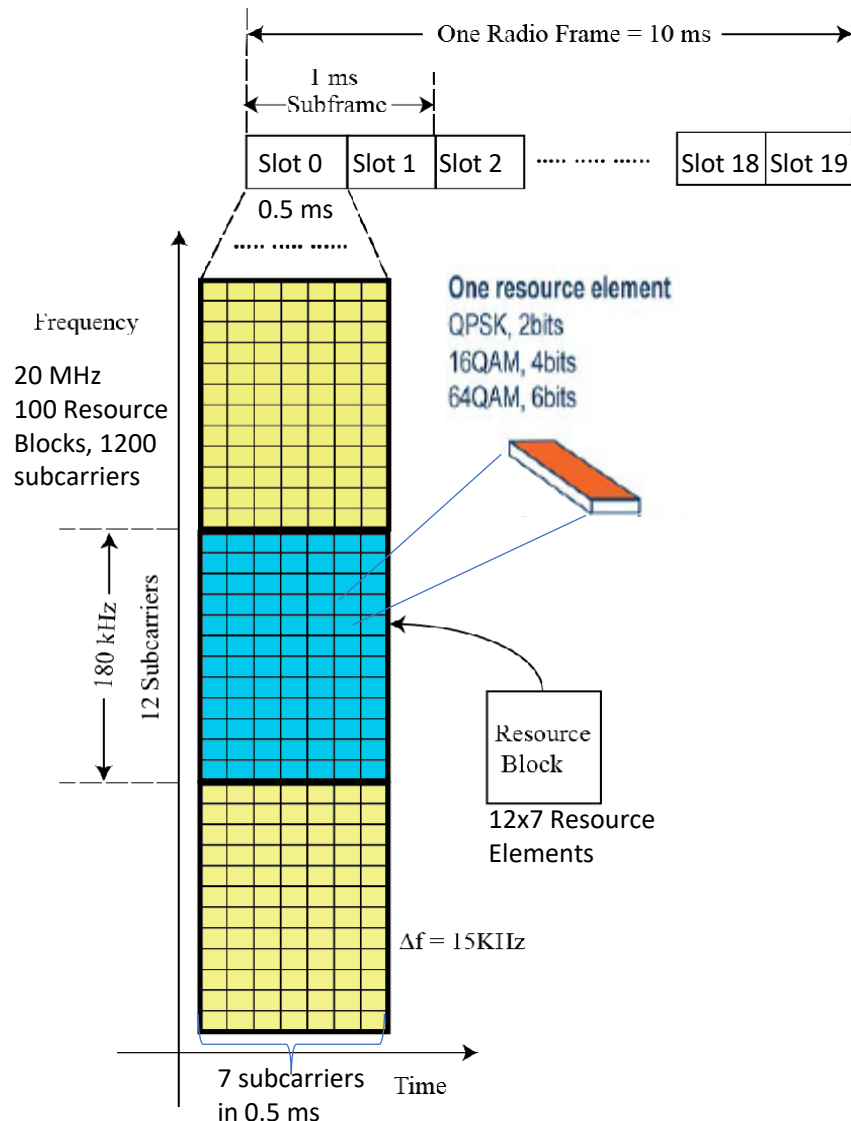 One Radio Frame = 10 ms
1 ms
Subframe
Slot 0
Slot 1
Slot 2
..... ..... ......
Slot 18
Slot 19
0.5 ms
..... ..... ......
Frequency
20 MHz
100 Resource
Blocks, 1200
subcarriers
One resource element
QPSK, 2bits
16QAM, 4bits
64QAM, 6bits
180 kHz
12 Subcarriers
Resource
Block
12x7 Resource
Elements
Δf = 15KHz
7 subcarriers
in 0.5 ms
Time